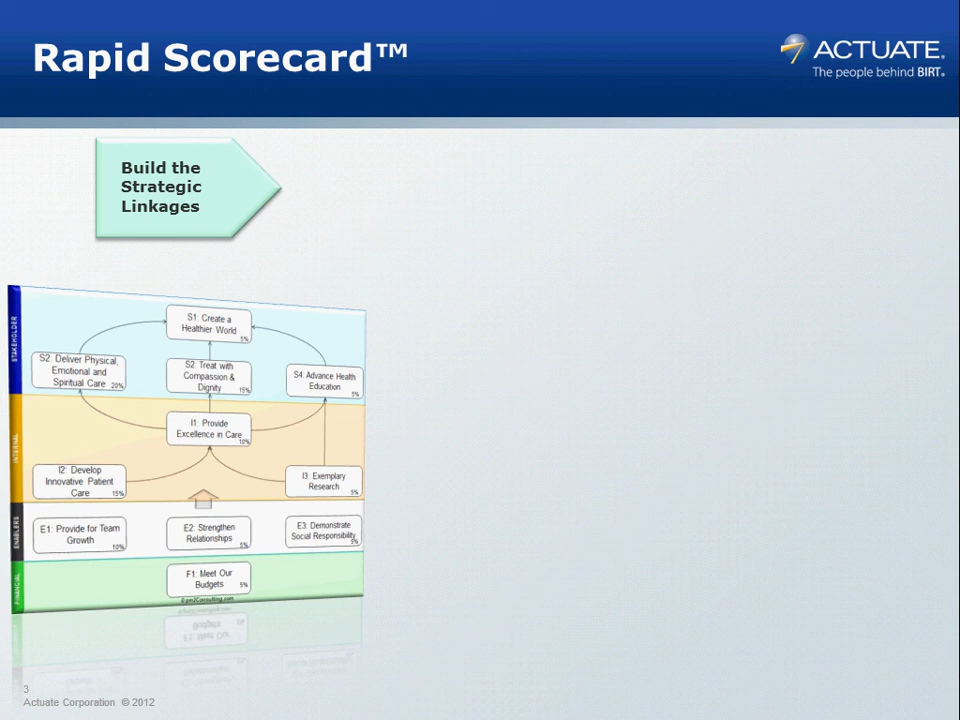 Rapid Scorecard™
ACTUATE.
The people behind BIRT®
Build the
Strategic
Linkages
STAKEHOLDER
S1: Create a
Healthier World
5%
S2: Deliver Physical,
Emotional and
Spiritual Care 20%
S2: Treat with
Compassion &
Dignity 15%
S4: Advance Health
Education
5%
INTERNAL
I1: Provide
Excellence in Care
10%
I2: Develop
Innovative Patient
Care 15%
I3: Exemplary
Research
5%
ENABLERS
E1: Provide for Team
Growth
10%
E2: Strengthen
Relationships
5%
E3: Demonstrate
Social Responsibility
5%
FINANCIAL
F1: Meet Our
Budgets 5%
3
Actuate Corporation © 2012